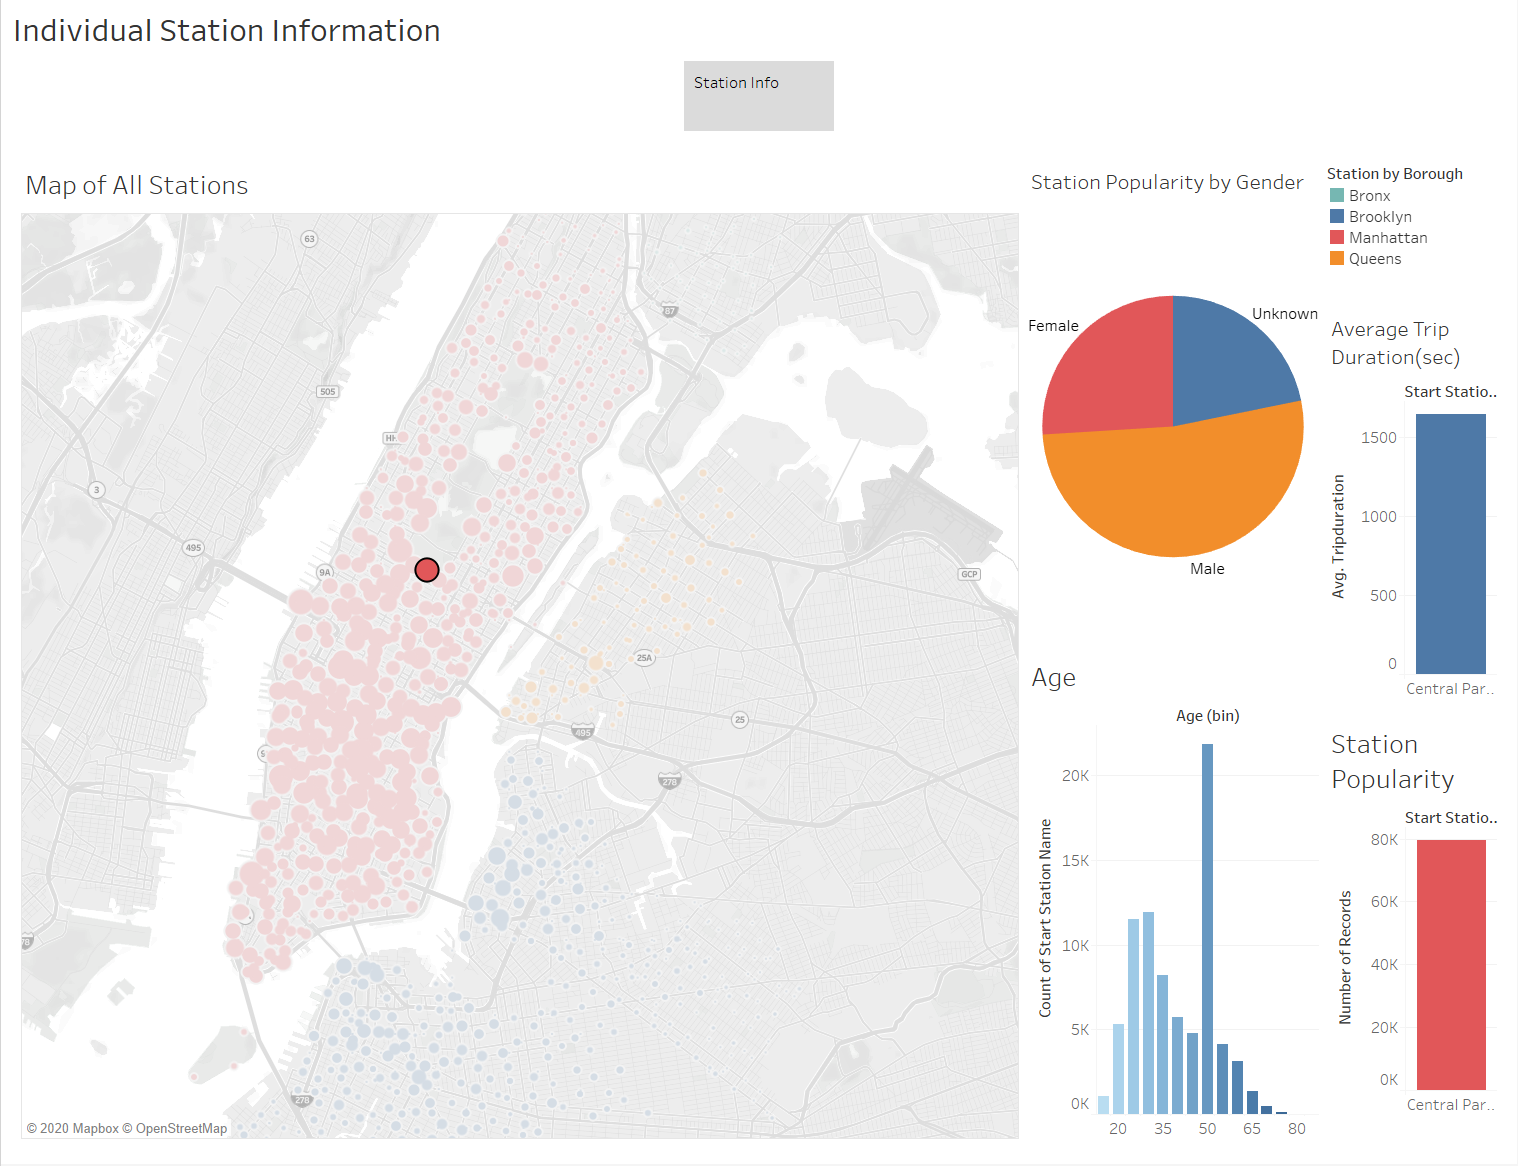 Individual Station Information
Station Info
Map of All Stations
63
87
505
HH
3
495
9A
GCP
25A
25
495
278
9
78
278
© 2020 Mapbox © OpenStreetMap
Station Popularity by Gender
Female
Unknown
Male
Station by Borough
Bronx
Brooklyn
Manhattan
Queens
Average Trip
Duration(sec)
Start Statio..
Avg. Tripduration
1500
1000
500
0
Central Par..
Age
Age (bin)
Count of Start Station Name
20K
15K
10K
5K
0K
20 35 50 65 80
Station
Popularity
Start Statio..
Number of Records
80K
60K
40K
20K
0K
Central Par..